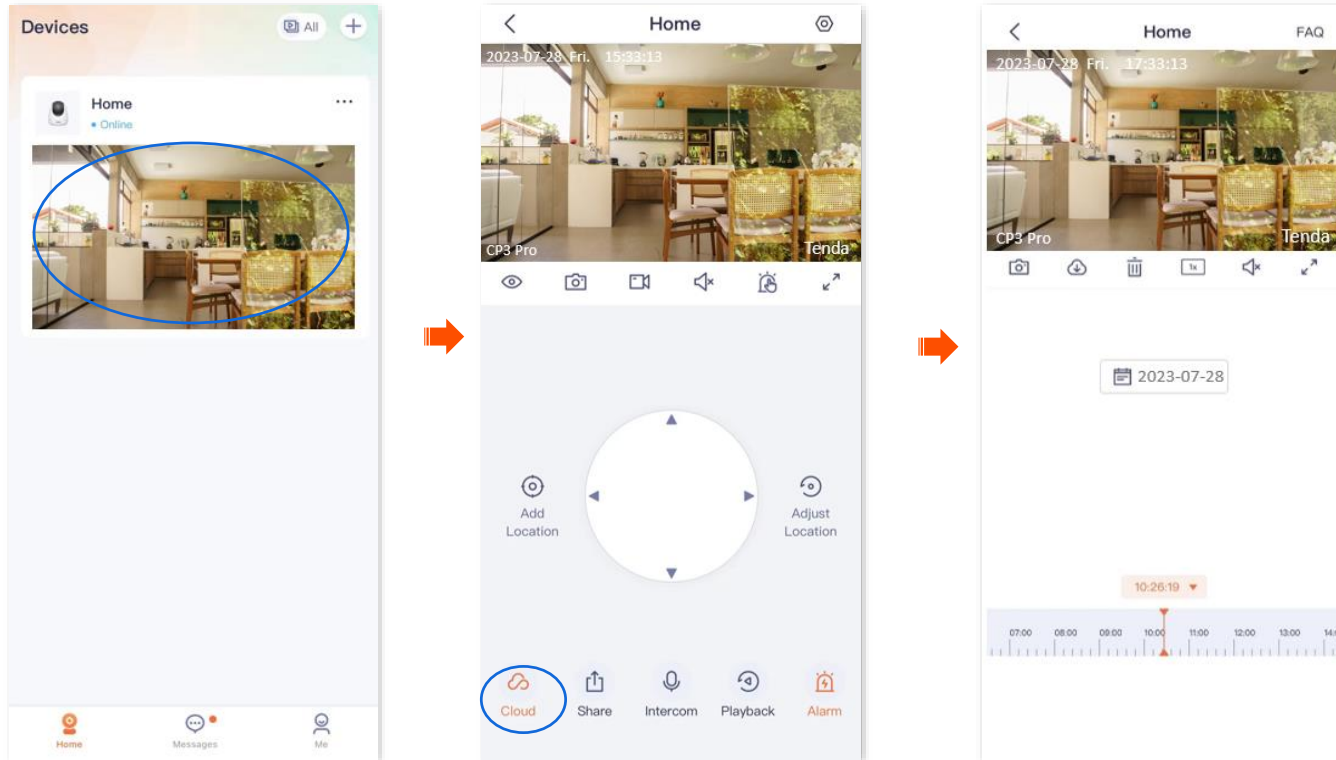 Devices
All
Home
Online
Home
Messages
Me
Home
2023-07-28 Fri. 15:33:13
CP3 Pro
Tenda
Add
Location
Adjust
Location
Cloud
Share
Intercom
Playback
Alarm
Home
FAQ
2023-07-28 Fri. 17:33:13
CP3 Pro
Tenda
1x
2023-07-28
10:26:19
07:00 08:00 09:00 10:00 11:00 12:00 13:00